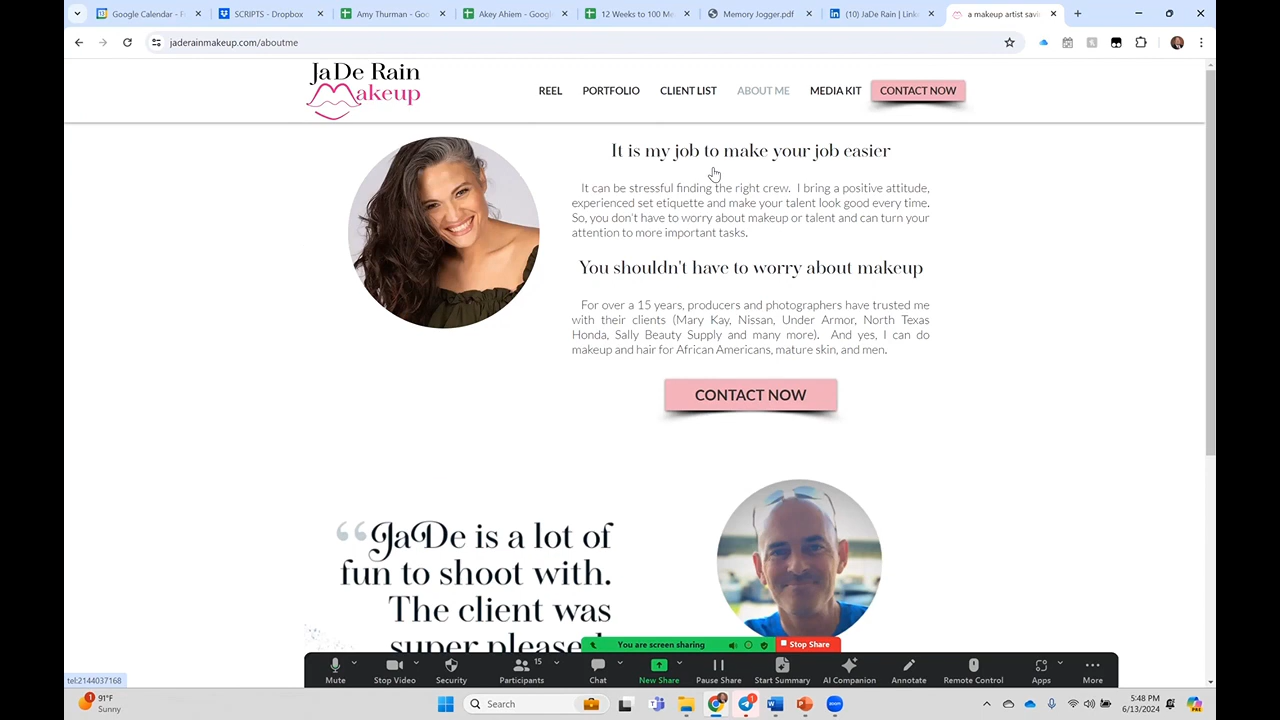 Google Calendar - F
SCRIPTS - Dropbox
Amy Thurman - Goo
Akey Ahiem - Google
12 Weeks to 100 Me
Memory Jogger.pdf
(10) JaDe Rain | Link
a makeup artist savi
jaderainmakeup.com/aboutme
JaDe Rain
Makeup
REEL
PORTFOLIO
CLIENT LIST
ABOUT ME
MEDIA KIT
CONTACT NOW
It is my job to make your job easier
It can be stressful finding the right crew. I bring a positive attitude,
experienced set etiquette and make your talent look good every time.
So, you don't have to worry about makeup or talent and can turn your
attention to more important tasks.
You shouldn't have to worry about makeup
For over a 15 years, producers and photographers have trusted me
with their clients (Mary Kay, Nissan, Under Armor, North Texas
Honda, Sally Beauty Supply and many more). And yes, I can do
makeup and hair for African Americans, mature skin, and men.
CONTACT NOW
“JaDe is a lot of
fun to shoot with.
The client was
super pleased
You are screen sharing
Stop Share
15
Mute
Stop Video
Security
Participants
Chat
New Share
Pause Share
Start Summary
AI Companion
Annotate
Remote Control
Apps
More
tel:2144037168
1
91°F
Sunny
Search
1
zoom
5:48 PM
6/13/2024
PRE